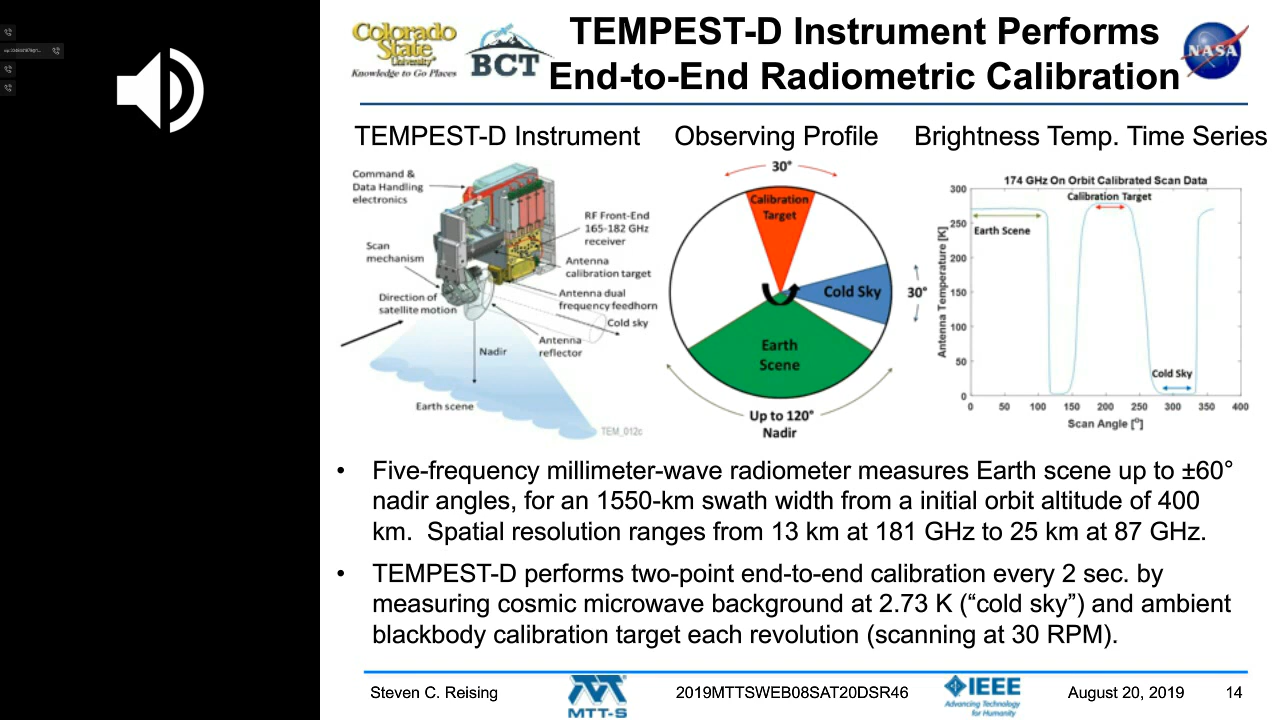 Colorado
State
University
Knowledge to Go Places
BCT
TEMPEST-D Instrument Performs
End-to-End Radiometric Calibration
NASA
TEMPEST-D Instrument
Observing Profile
Brightness Temp. Time Series
Command &
Data Handling
electronics
RF Front-End
165-182 GHz
receiver
Scan
mechanism
Antenna
calibration target
Direction of
satellite motion
Antenna dual
frequency feedhorn
Cold sky
Antenna
reflector
Nadir
Earth scene
TEM_012c
30°
Calibration
Target
Cold Sky
30°
Earth
Scene
Up to 120°
Nadir
174 GHz On Orbit Calibrated Scan Data
Calibration Target
Earth Scene
Cold Sky
Antenna Temperature [K]
300
250
200
150
100
50
0
0 50 100 150 200 250 300 350 400
Scan Angle [°]
• Five-frequency millimeter-wave radiometer measures Earth scene up to ±60°
nadir angles, for an 1550-km swath width from a initial orbit altitude of 400
km. Spatial resolution ranges from 13 km at 181 GHz to 25 km at 87 GHz.
• TEMPEST-D performs two-point end-to-end calibration every 2 sec. by
measuring cosmic microwave background at 2.73 K (“cold sky”) and ambient
blackbody calibration target each revolution (scanning at 30 RPM).
Steven C. Reising
MTT-S
2019MTTSWEB08SAT20DSR46
IEEE
Advancing Technology
for Humanity
August 20, 2019
14